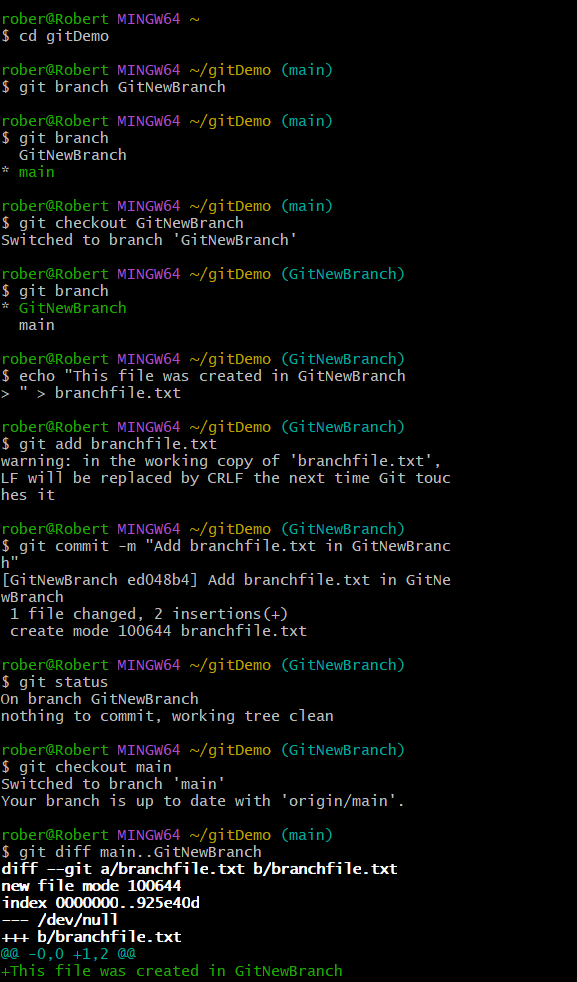 rober@Robert MINGW64 ~
$ cd gitDemo
rober@Robert MINGW64 ~/gitDemo (main)
$ git branch GitNewBranch
rober@Robert MINGW64 ~/gitDemo (main)
$ git branch
  GitNewBranch
* main
rober@Robert MINGW64 ~/gitDemo (main)
$ git checkout GitNewBranch
Switched to branch 'GitNewBranch'
rober@Robert MINGW64 ~/gitDemo (GitNewBranch)
$ git branch
* GitNewBranch
  main
rober@Robert MINGW64 ~/gitDemo (GitNewBranch)
$ echo "This file was created in GitNewBranch
> " > branchfile.txt
rober@Robert MINGW64 ~/gitDemo (GitNewBranch)
$ git add branchfile.txt
warning: in the working copy of 'branchfile.txt',
LF will be replaced by CRLF the next time Git touc
hes it
rober@Robert MINGW64 ~/gitDemo (GitNewBranch)
$ git commit -m "Add branchfile.txt in GitNewBranc
h"
[GitNewBranch ed048b4] Add branchfile.txt in GitNe
wBranch
 1 file changed, 2 insertions(+)
 create mode 100644 branchfile.txt
rober@Robert MINGW64 ~/gitDemo (GitNewBranch)
$ git status
On branch GitNewBranch
nothing to commit, working tree clean
rober@Robert MINGW64 ~/gitDemo (GitNewBranch)
$ git checkout main
Switched to branch 'main'
Your branch is up to date with 'origin/main'.
rober@Robert MINGW64 ~/gitDemo (main)
$ git diff main..GitNewBranch
diff --git a/branchfile.txt b/branchfile.txt
new file mode 100644
index 0000000..925e40d
--- /dev/null
+++ b/branchfile.txt
@@ -0,0 +1,2 @@
+This file was created in GitNewBranch